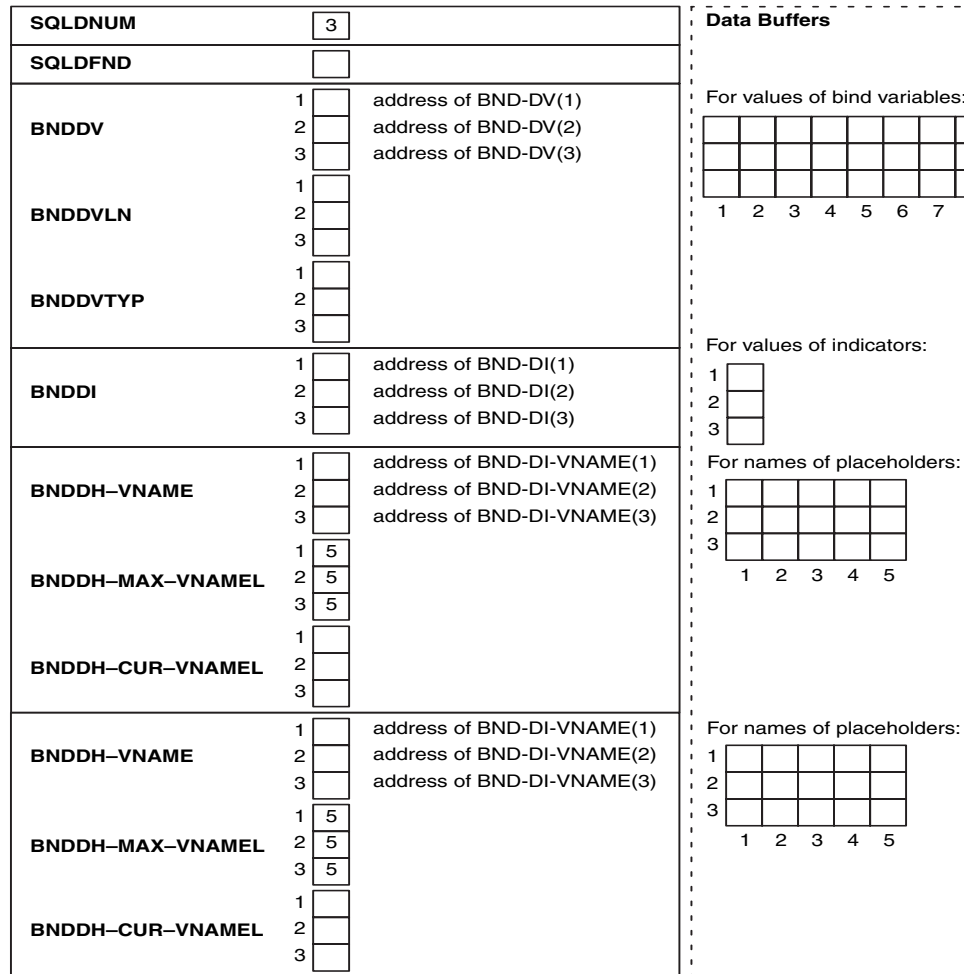 SQLDNUM 3
SQLDFND
BNDDV
1 address of BND-DV(1)
2 address of BND-DV(2)
3 address of BND-DV(3)
BNDDVLN
1
2
3
BNDDVTYP
1
2
3
BNDDI
1 address of BND-DI(1)
2 address of BND-DI(2)
3 address of BND-DI(3)
BNDDH–VNAME
1 address of BND-DI-VNAME(1)
2 address of BND-DI-VNAME(2)
3 address of BND-DI-VNAME(3)
BNDDH–MAX–VNAMEL
1 5
2 5
3 5
BNDDH–CUR–VNAMEL
1
2
3
BNDDH–VNAME
1 address of BND-DI-VNAME(1)
2 address of BND-DI-VNAME(2)
3 address of BND-DI-VNAME(3)
BNDDH–MAX–VNAMEL
1 5
2 5
3 5
BNDDH–CUR–VNAMEL
1
2
3
Data Buffers
For values of bind variables:
1 2 3 4 5 6 7
For values of indicators:
1
2
3
For names of placeholders:
1
2
3
1 2 3 4 5
For names of placeholders:
1
2
3
1 2 3 4 5